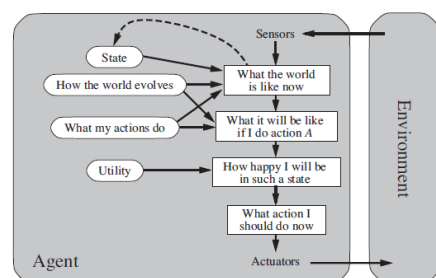 Sensors
State
What the world
is like now
How the world evolves
What it will be like
if I do action A
What my actions do
How happy I will be
in such a state
Utility
What action I
should do now
Agent
Actuators
Environment